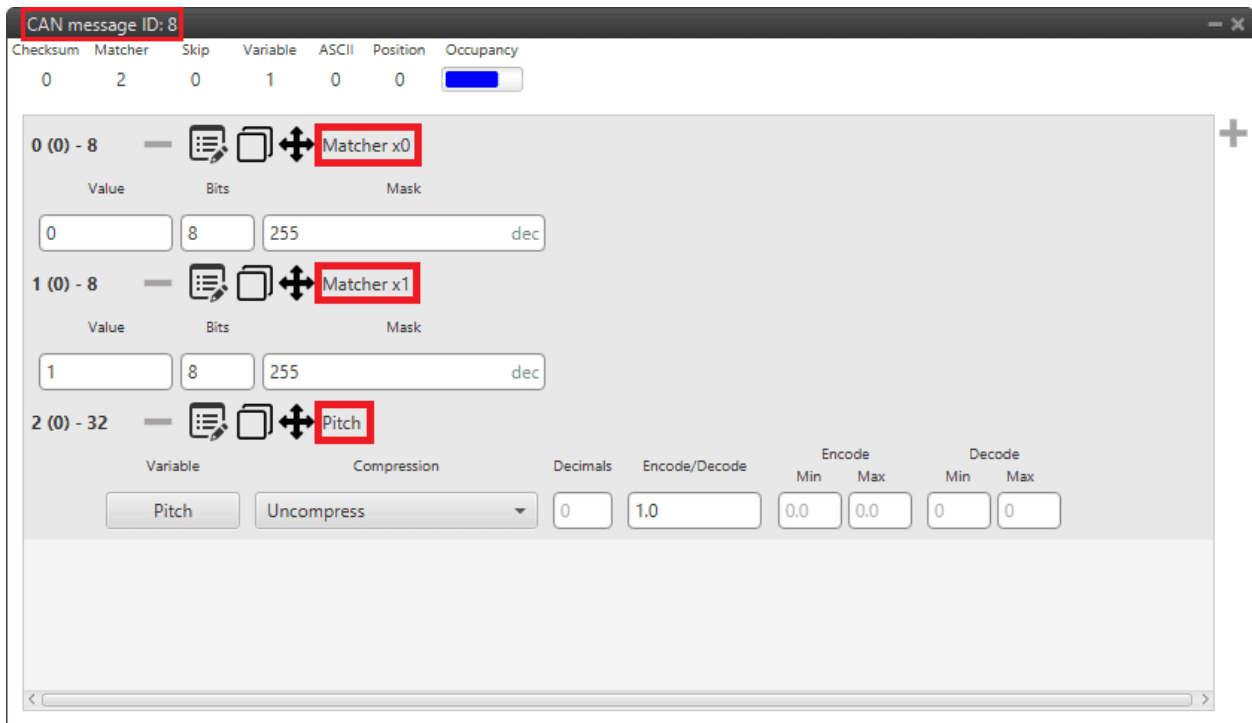 CAN message ID: 8
Checksum Matcher Skip Variable ASCII Position Occupancy
0 2 0 1 0 0
0 (0) - 8 Matcher x0
Value Bits Mask
0 8 255 dec
1 (0) - 8 Matcher x1
Value Bits Mask
1 8 255 dec
2 (0) - 32 Pitch
Variable Compression Decimals Encode/Decode Encode Decode
Min Max Min Max
Pitch Uncompress 0 1.0 0.0 0.0 0 0